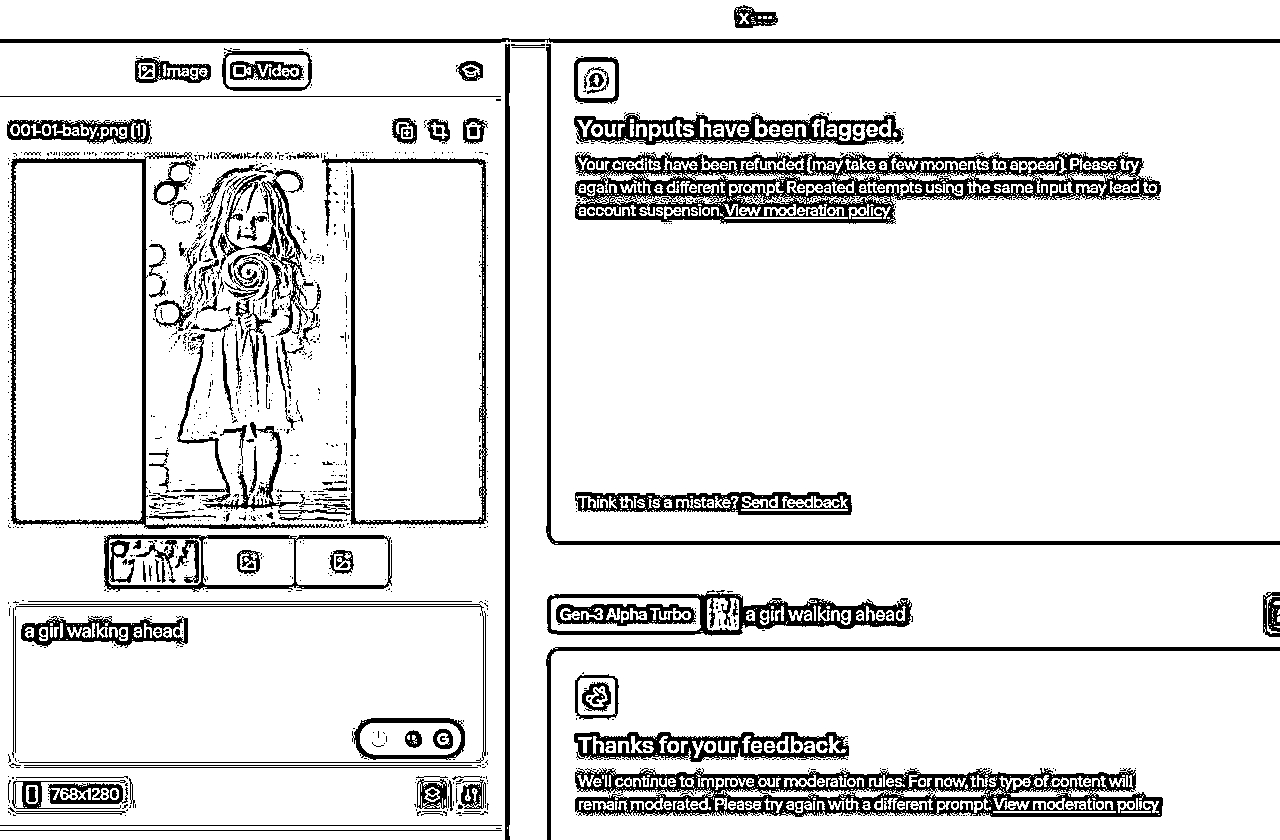 Image
Video
001-01-baby.png (1)
a girl walking ahead
768x1280
Your inputs have been flagged.
Your credits have been refunded (may take a few moments to appear). Please try
again with a different prompt. Repeated attempts using the same input may lead to
account suspension. View moderation policy
Think this is a mistake? Send feedback
Gen-3 Alpha Turbo
a girl walking ahead
Thanks for your feedback.
We'll continue to improve our moderation rules. For now, this type of content will
remain moderated. Please try again with a different prompt. View moderation policy